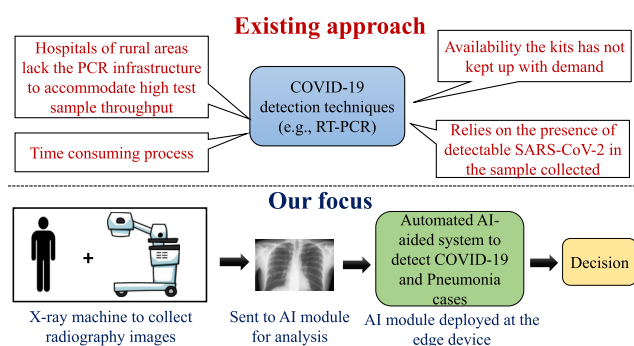 Existing approach
Hospitals of rural areas
lack the PCR infrastructure
to accommodate high test
sample throughput
Time consuming process
COVID-19
detection techniques
(e.g., RT-PCR)
Availability the kits has not
kept up with demand
Relies on the presence of
detectable SARS-CoV-2 in
the sample collected
Our focus
+
X-ray machine to collect
radiography images
Sent to AI module
for analysis
Automated AI-
aided system to
detect COVID-19
and Pneumonia
cases
AI module deployed at the
edge device
Decision